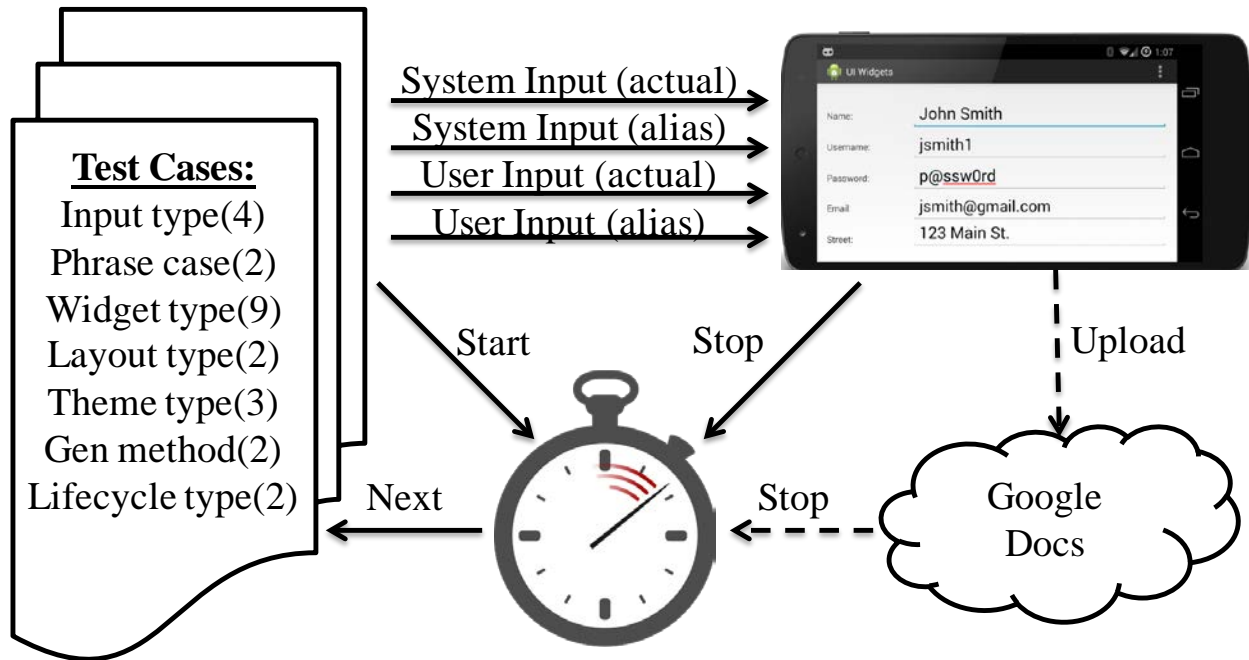 Test Cases:
Input type(4)
Phrase case(2)
Widget type(9)
Layout type(2)
Theme type(3)
Gen method(2)
Lifecycle type(2)
System Input (actual)
System Input (alias)
User Input (actual)
User Input (alias)
1:07
UI Widgets
Name: John Smith
Username: jsmith1
Password: p@ssw0rd
Email jsmith@gmail.com
Street: 123 Main St.
Start
Stop
Upload
Next
Stop
Google
Docs